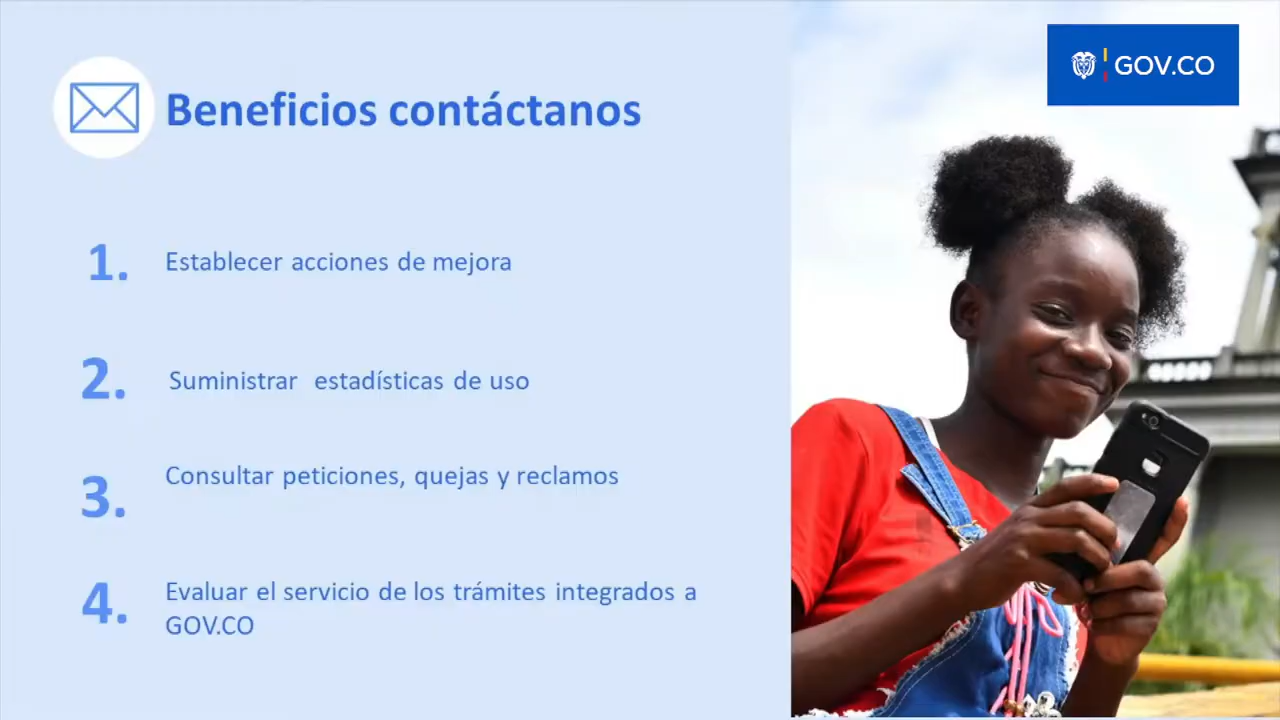 GOV.CO
Beneficios contáctanos
1. Establecer acciones de mejora
2. Suministrar estadísticas de uso
3. Consultar peticiones, quejas y reclamos
4. Evaluar el servicio de los trámites integrados a
GOV.CO